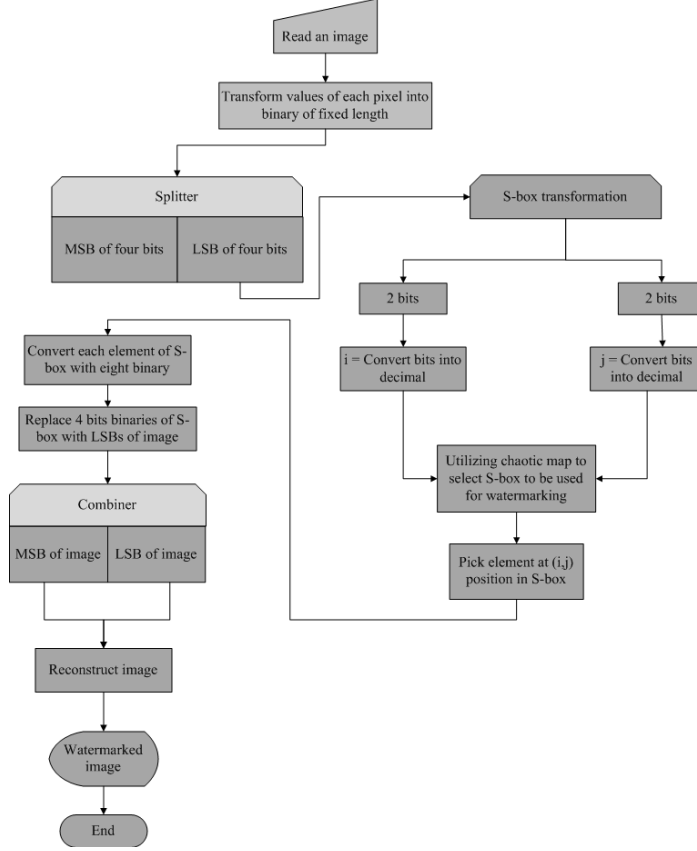 Read an image
Transform values of each pixel into
binary of fixed length
Splitter
MSB of four bits
LSB of four bits
S-box transformation
2 bits
2 bits
i = Convert bits into
decimal
j = Convert bits
into decimal
Utilizing chaotic map to
select S-box to be used
for watermarking
Pick element at (i,j)
position in S-box
Convert each element of S-
box with eight binary
Replace 4 bits binaries of S-
box with LSBs of image
Combiner
MSB of image
LSB of image
Reconstruct image
Watermarked
image
End